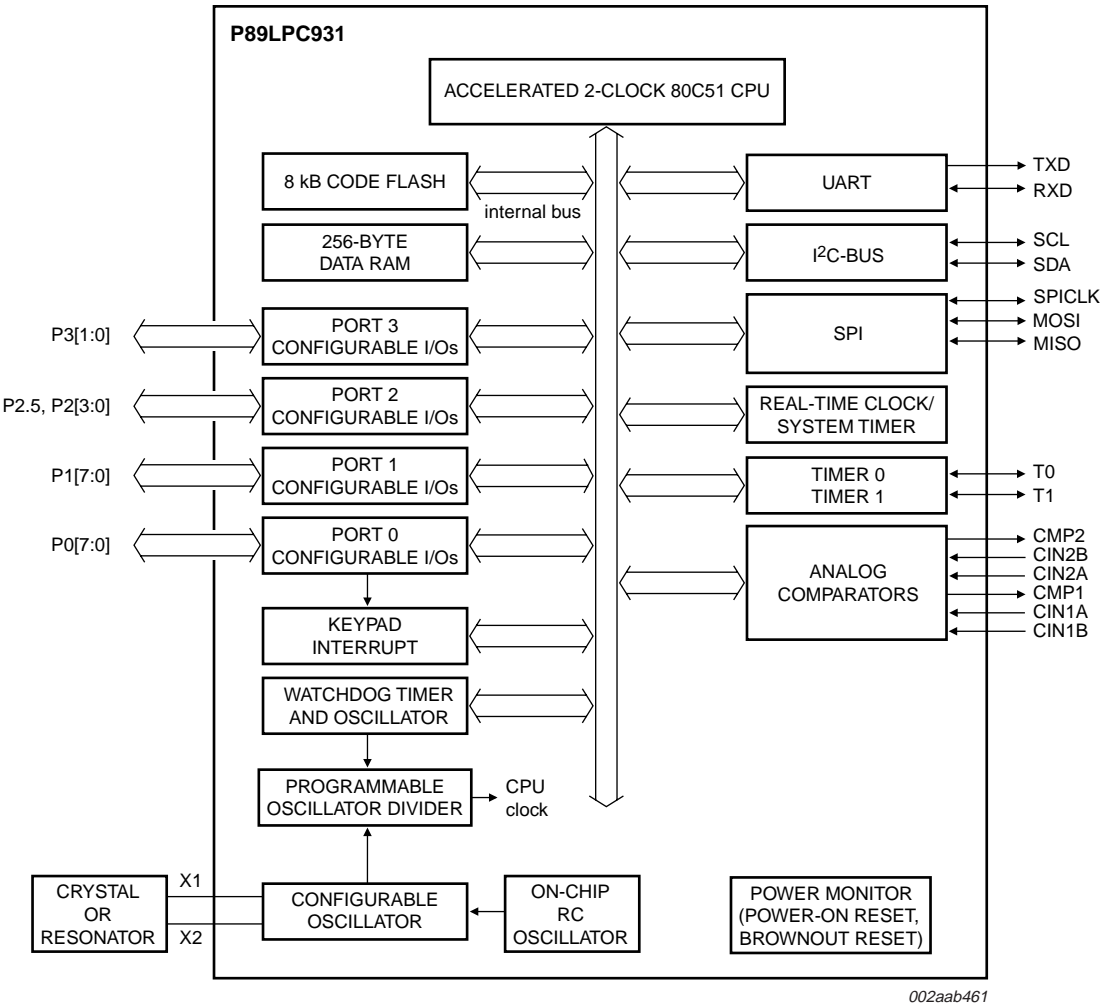 P89LPC931
ACCELERATED 2-CLOCK 80C51 CPU
8 kB CODE FLASH
internal bus
256-BYTE
DATA RAM
P3[1:0]
PORT 3
CONFIGURABLE I/Os
P2.5, P2[3:0]
PORT 2
CONFIGURABLE I/Os
P1[7:0]
PORT 1
CONFIGURABLE I/Os
P0[7:0]
PORT 0
CONFIGURABLE I/Os
KEYPAD
INTERRUPT
WATCHDOG TIMER
AND OSCILLATOR
PROGRAMMABLE
OSCILLATOR DIVIDER
CPU
clock
CRYSTAL
OR
RESONATOR
X1
X2
CONFIGURABLE
OSCILLATOR
ON-CHIP
RC
OSCILLATOR
UART
TXD
RXD
I²C-BUS
SCL
SDA
SPI
SPICLK
MOSI
MISO
REAL-TIME CLOCK/
SYSTEM TIMER
TIMER 0
TIMER 1
T0
T1
ANALOG
COMPARATORS
CMP2
CIN2B
CIN2A
CMP1
CIN1A
CIN1B
POWER MONITOR
(POWER-ON RESET,
BROWNOUT RESET)
002aab461